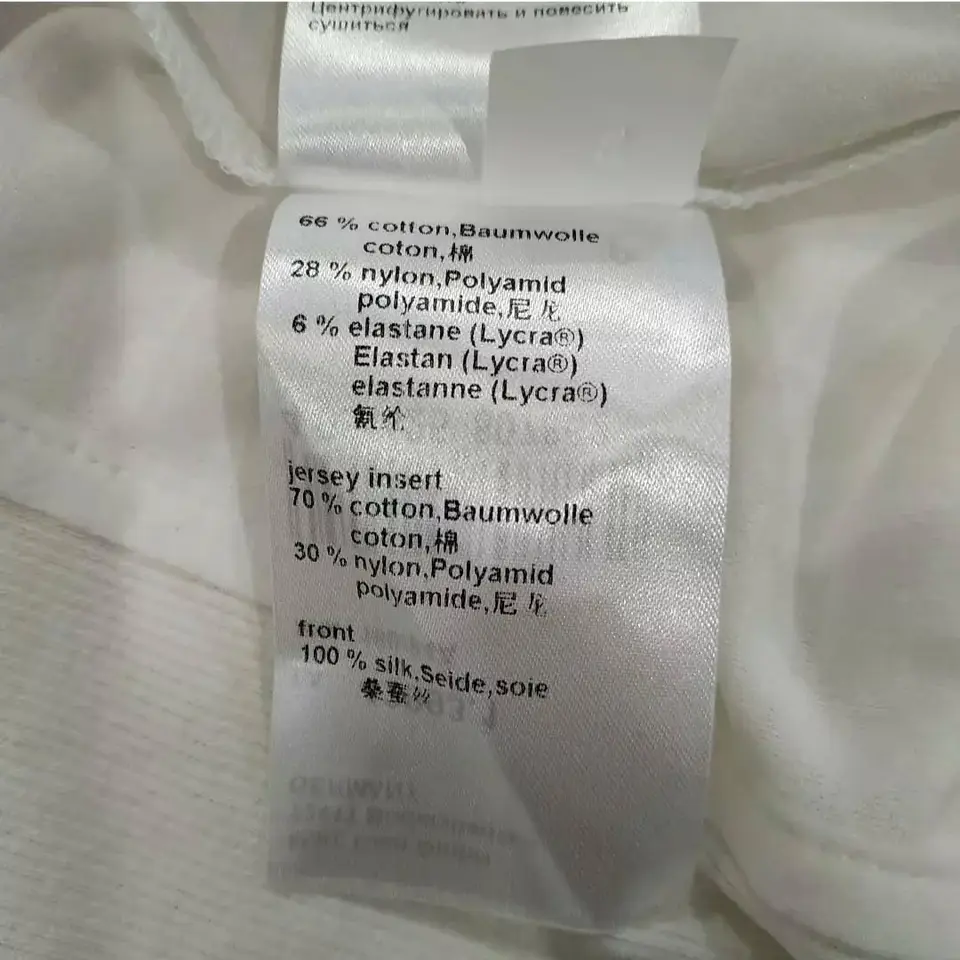 Центрифугировать и повесить
сушиться
66 % cotton,Baumwolle
coton,棉
28 % nylon,Polyamid
polyamide,尼龙
6 % elastane (Lycra®)
Elastan (Lycra®)
elastanne (Lycra®)
氨纶
jersey insert
70 % cotton,Baumwolle
coton,棉
30 % nylon,Polyamid
polyamide,尼龙
front
100 % silk,Seide,soie
桑蚕丝
GERMANY